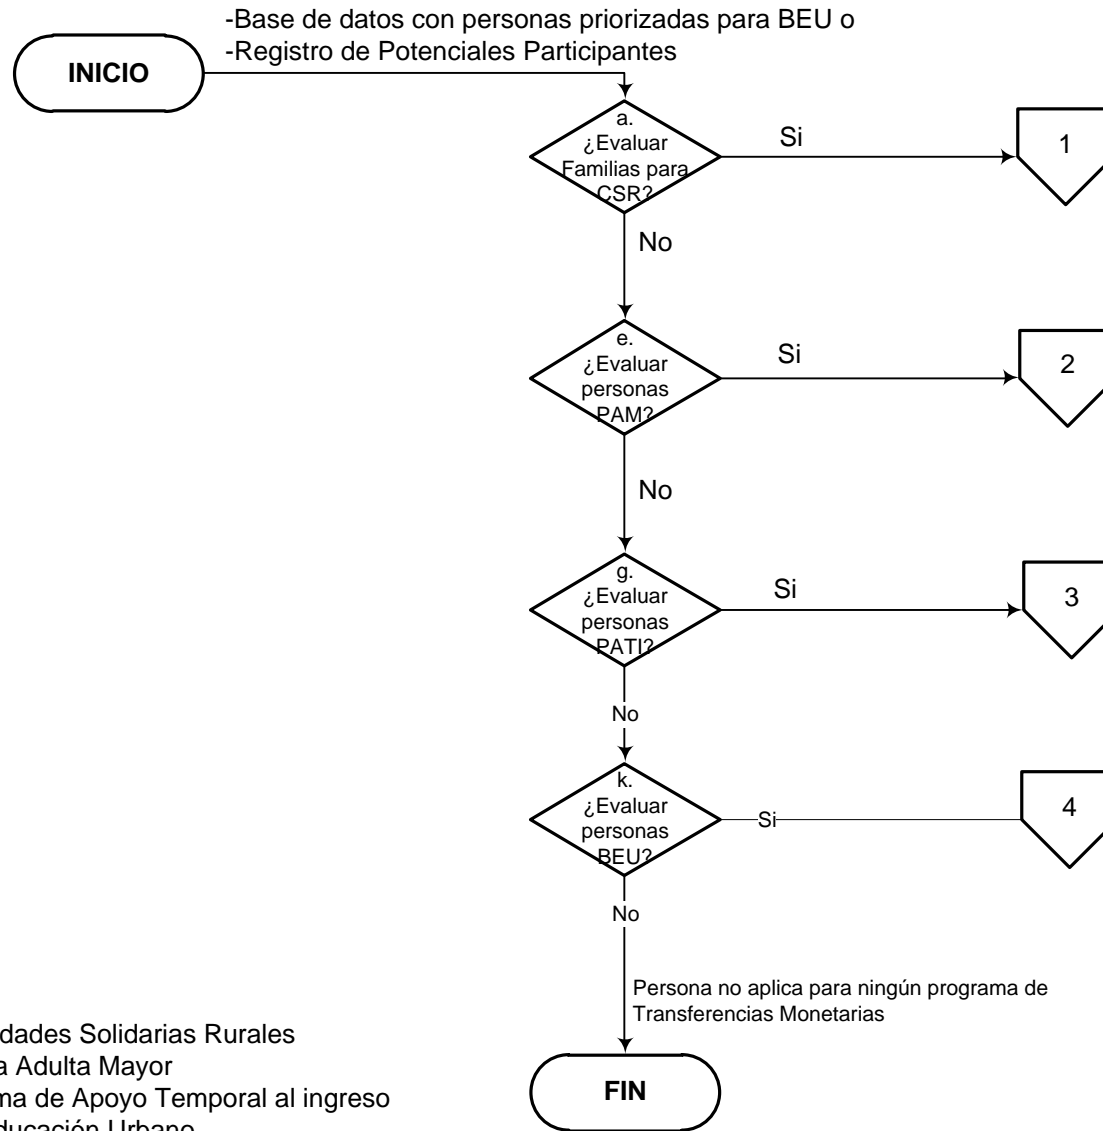 -Base de datos con personas priorizadas para BEU o
-Registro de Potenciales Participantes
INICIO
a.
¿Evaluar
Familias para
CSR?
Si
1
No
e.
¿Evaluar
personas
PAM?
Si
2
No
g.
¿Evaluar
personas
PATI?
Si
3
No
k.
¿Evaluar
personas
BEU?
Si
4
No
Persona no aplica para ningún programa de
Transferencias Monetarias
FIN
dades Solidarias Rurales
a Adulta Mayor
ma de Apoyo Temporal al ingreso
ducación Urbano